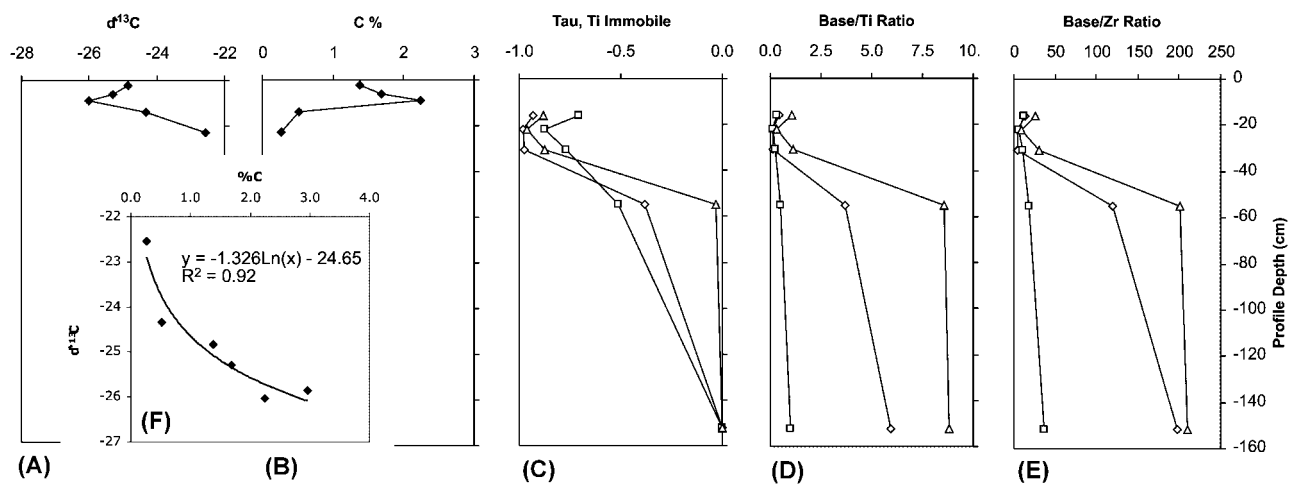 d*¹³C C % Tau, Ti Immobile Base/Ti Ratio Base/Zr Ratio
-28 -26 -24 -22 0 1 2 3 -1.0 -0.5 0.0 0.0 2.5 5.0 7.5 10. 0 50 100 150 200 250
0
-20
-40
-60
-80
-100
-120
-140
-160
Profile Depth (cm)
%C
0.0 1.0 2.0 3.0 4.0
-22
-23
-24
-25
-26
-27
d*¹³C
y = -1.326Ln(x) - 24.65
R² = 0.92
(F)
(A) (B) (C) (D) (E)